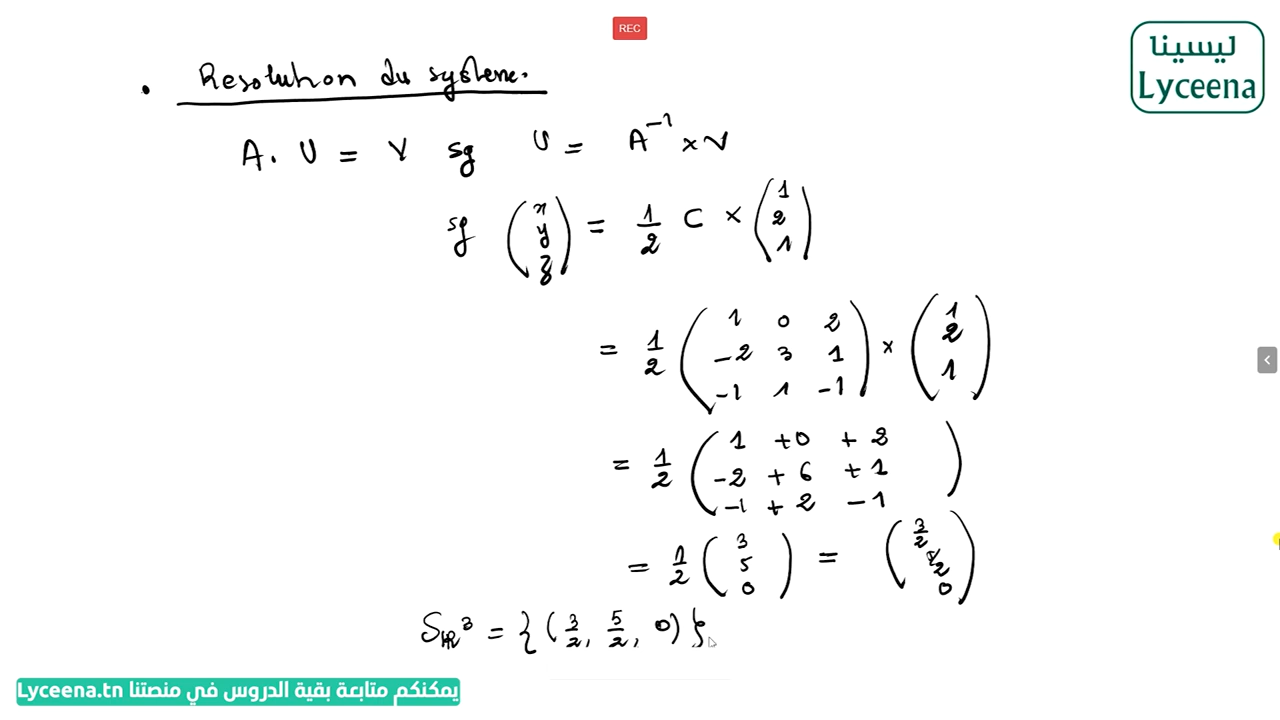 REC
ليسينا
Lyceena
. Resolution du système.
A. U = V sg U = A⁻¹ × V
sg (x y z) = 1/2 C × (1 2 1)
= 1/2 (1 0 2
-2 3 1
-1 1 -1) × (1 2 1)
= 1/2 (1 +0 + 2
-2 + 6 + 1
-1 + 2 - 1)
= 1/2 (3 5 0) = (3/2 5/2 0)
S_IR³ = {(3/2, 5/2, 0)}.
يمكنكم متابعة بقية الدروس في منصتنا Lyceena.tn